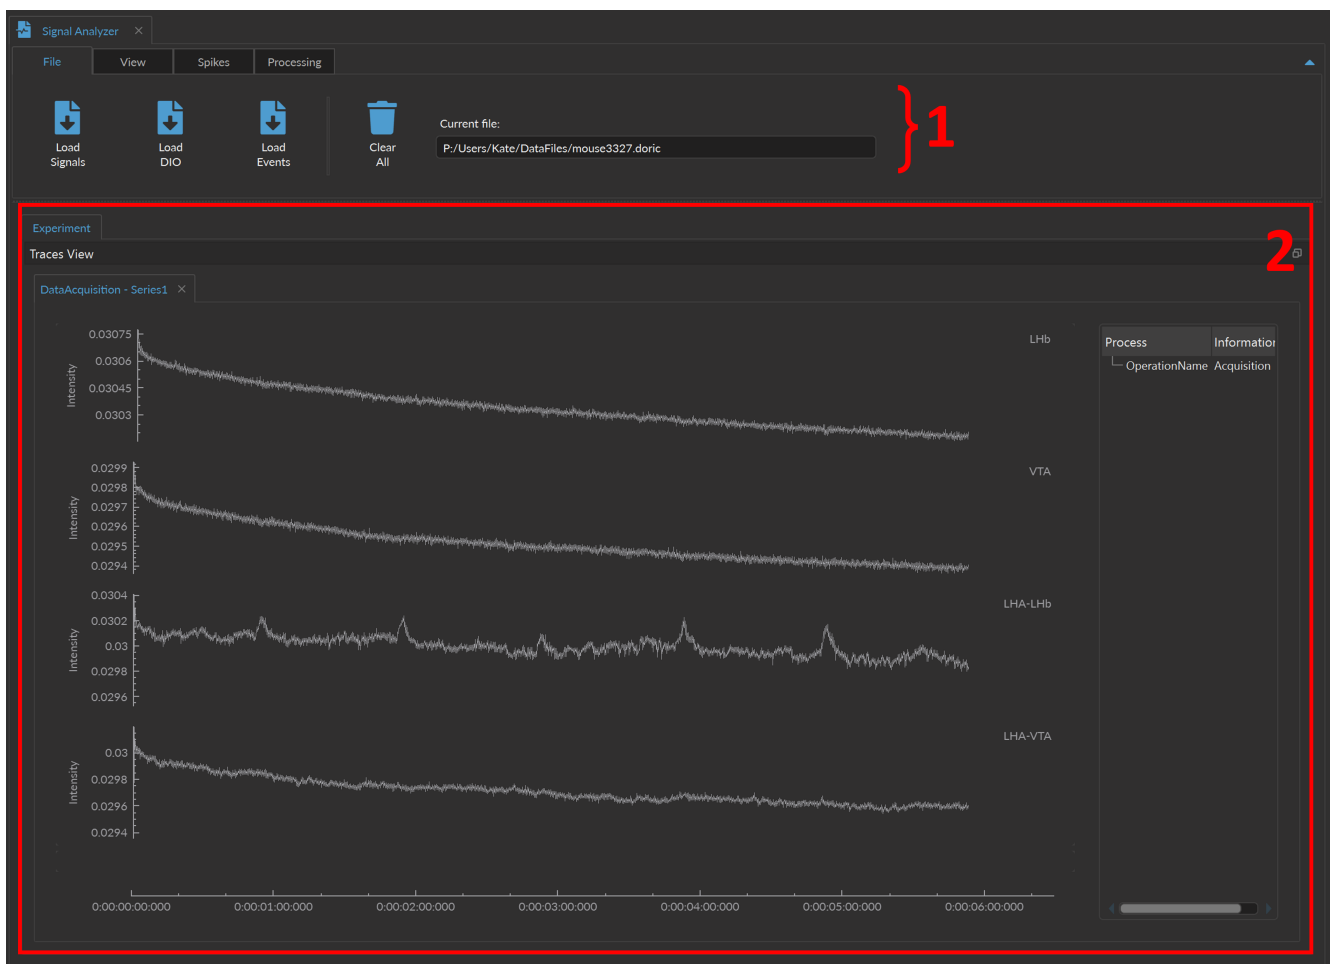 Signal Analyzer
File View Spikes Processing
Load Signals
Load DIO
Load Events
Clear All
Current file:
P:/Users/Kate/DataFiles/mouse3327.doric
1
Experiment
2
Traces View
DataAcquisition - Series1
0.03075
0.0306
0.03045
0.0303
Intensity
LHb
0.0299
0.0298
0.0297
0.0296
0.0295
0.0294
Intensity
VTA
0.0304
0.0302
0.03
0.0298
0.0296
Intensity
LHA-LHb
0.03
0.0298
0.0296
0.0294
Intensity
LHA-VTA
0:00:00:00:000 0:00:01:00:000 0:00:02:00:000 0:00:03:00:000 0:00:04:00:000 0:00:05:00:000 0:00:06:00:000
Process Information
OperationName Acquisition